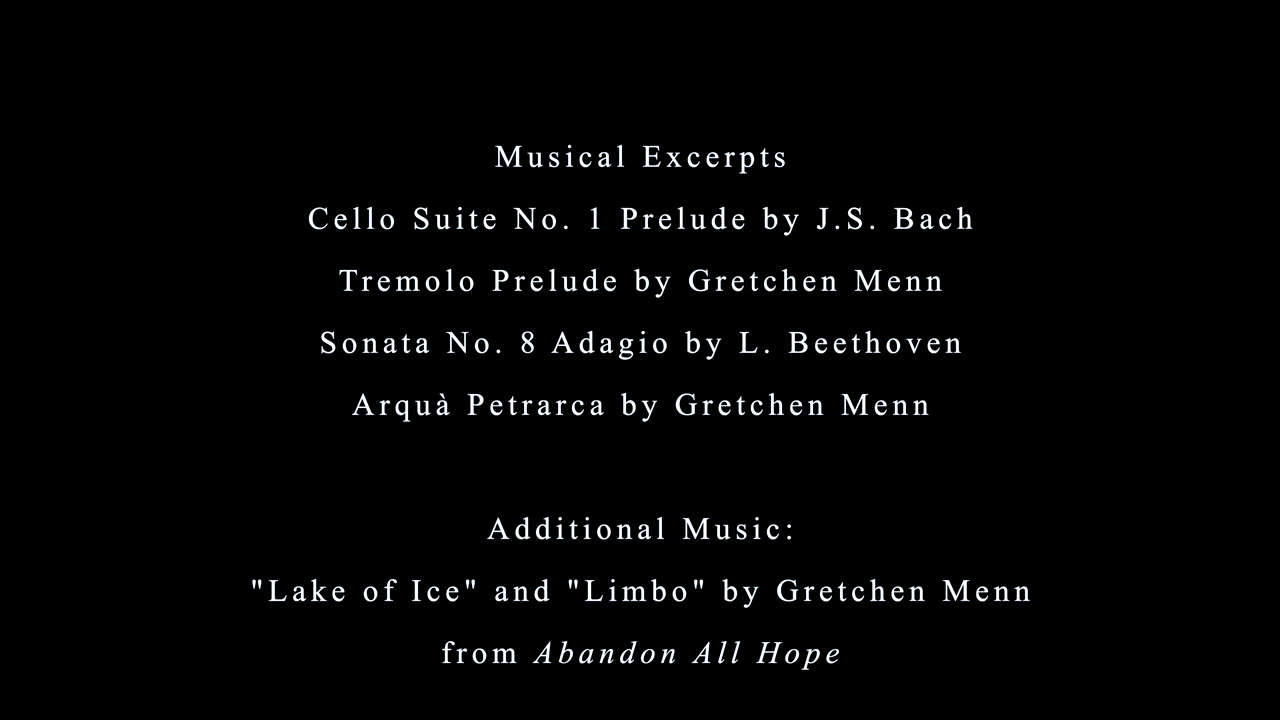 Musical Excerpts
Cello Suite No. 1 Prelude by J.S. Bach
Tremolo Prelude by Gretchen Menn
Sonata No. 8 Adagio by L. Beethoven
Arquà Petrarca by Gretchen Menn
Additional Music:
"Lake of Ice" and "Limbo" by Gretchen Menn
from Abandon All Hope